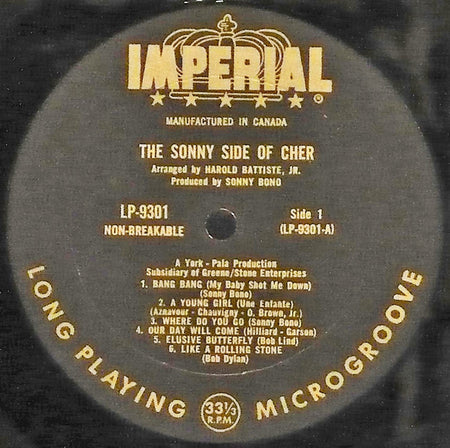 IMPERIAL
®
MANUFACTURED IN CANADA
THE SONNY SIDE OF CHER
Arranged by HAROLD BATTISTE, JR.
Produced by SONNY BONO
LP-9301
NON-BREAKABLE
Side 1
(LP-9301-A)
A York - Pala Production
Subsidiary of Greene/Stone Enterprises
1. BANG BANG (My Baby Shot Me Down)
(Sonny Bono)
2. A YOUNG GIRL (Une Enfante)
(Aznavour - Chauvigny - O. Brown, Jr.)
3. WHERE DO YOU GO (Sonny Bono)
4. OUR DAY WILL COME (Hilliard - Garson)
5. ELUSIVE BUTTERFLY (Bob Lind)
6. LIKE A ROLLING STONE
(Bob Dylan)
LONG PLAYING
33⅓
R.P.M.
MICROGROOVE